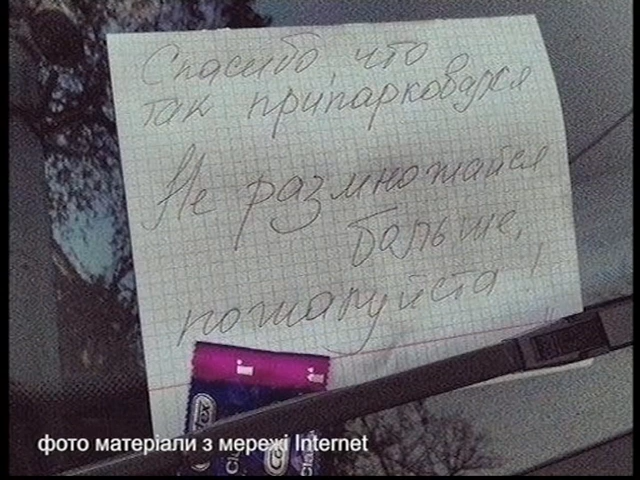 Спасибо, что
так припарковался
Не размножайся
больше,
пожалуйста!
фото матеріали з мережі Internet